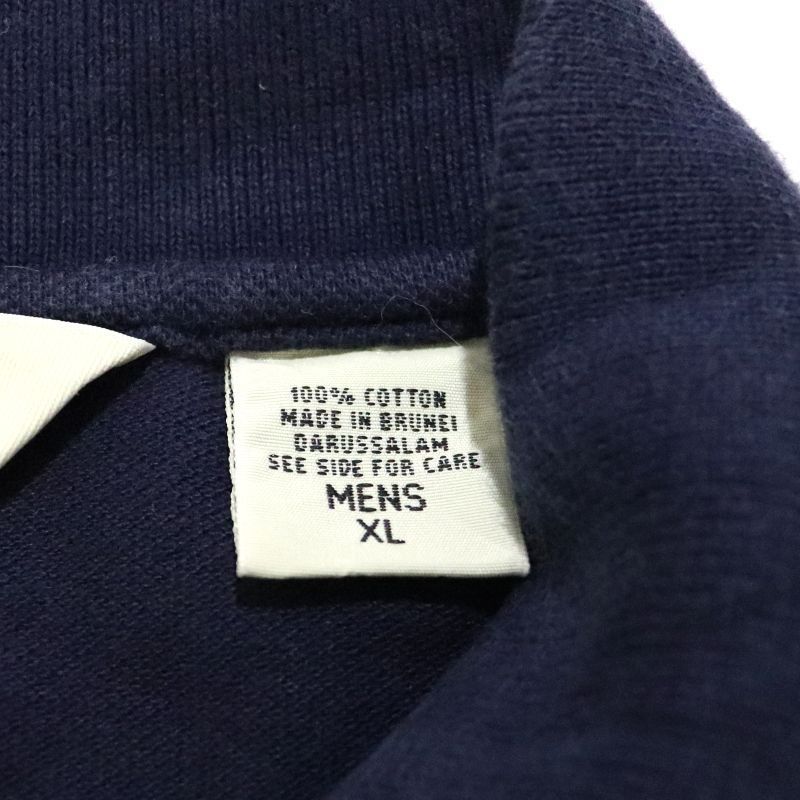 100% COTTON
MADE IN BRUNEI
DARUSSALAM
SEE SIDE FOR CARE
MENS
XL